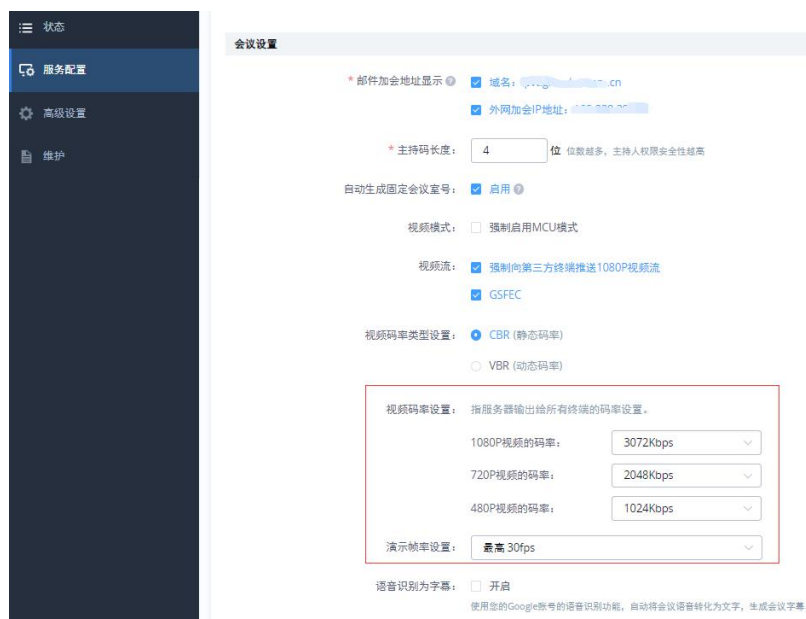 状态
服务配置
高级设置
维护
会议设置
* 邮件加会地址显示
域名： .cn
外网加会IP地址：
* 主持码长度： 4 位 位数越多，主持人权限安全性越高
自动生成固定会议室号： 启用
视频模式： 强制启用MCU模式
视频流： 强制向第三方终端推送1080P视频流
GSFEC
视频码率类型设置： CBR (静态码率)
VBR (动态码率)
视频码率设置： 指服务器输出给所有终端的码率设置。
1080P视频的码率： 3072Kbps
720P视频的码率： 2048Kbps
480P视频的码率： 1024Kbps
演示帧率设置： 最高 30fps
语音识别为字幕： 开启
使用您的Google账号的语音识别功能，自动将会议语音转化为文字，生成会议字幕